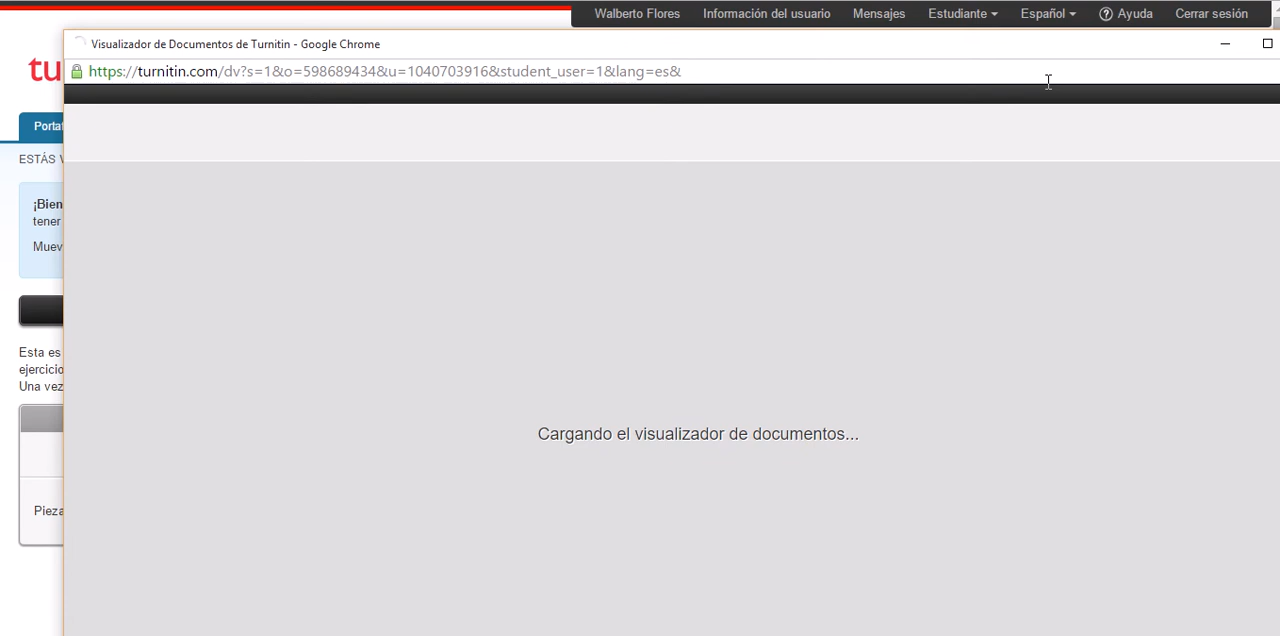 Walberto Flores Información del usuario Mensajes Estudiante Español Ayuda Cerrar sesión
Visualizador de Documentos de Turnitin - Google Chrome
https://turnitin.com/dv?s=1&o=598689434&u=1040703916&student_user=1&lang=es&
tu
Porta
ESTÁS
¡Bien
tener
Muev
Esta es
ejercicio
Una vez
Cargando el visualizador de documentos...
Pieza